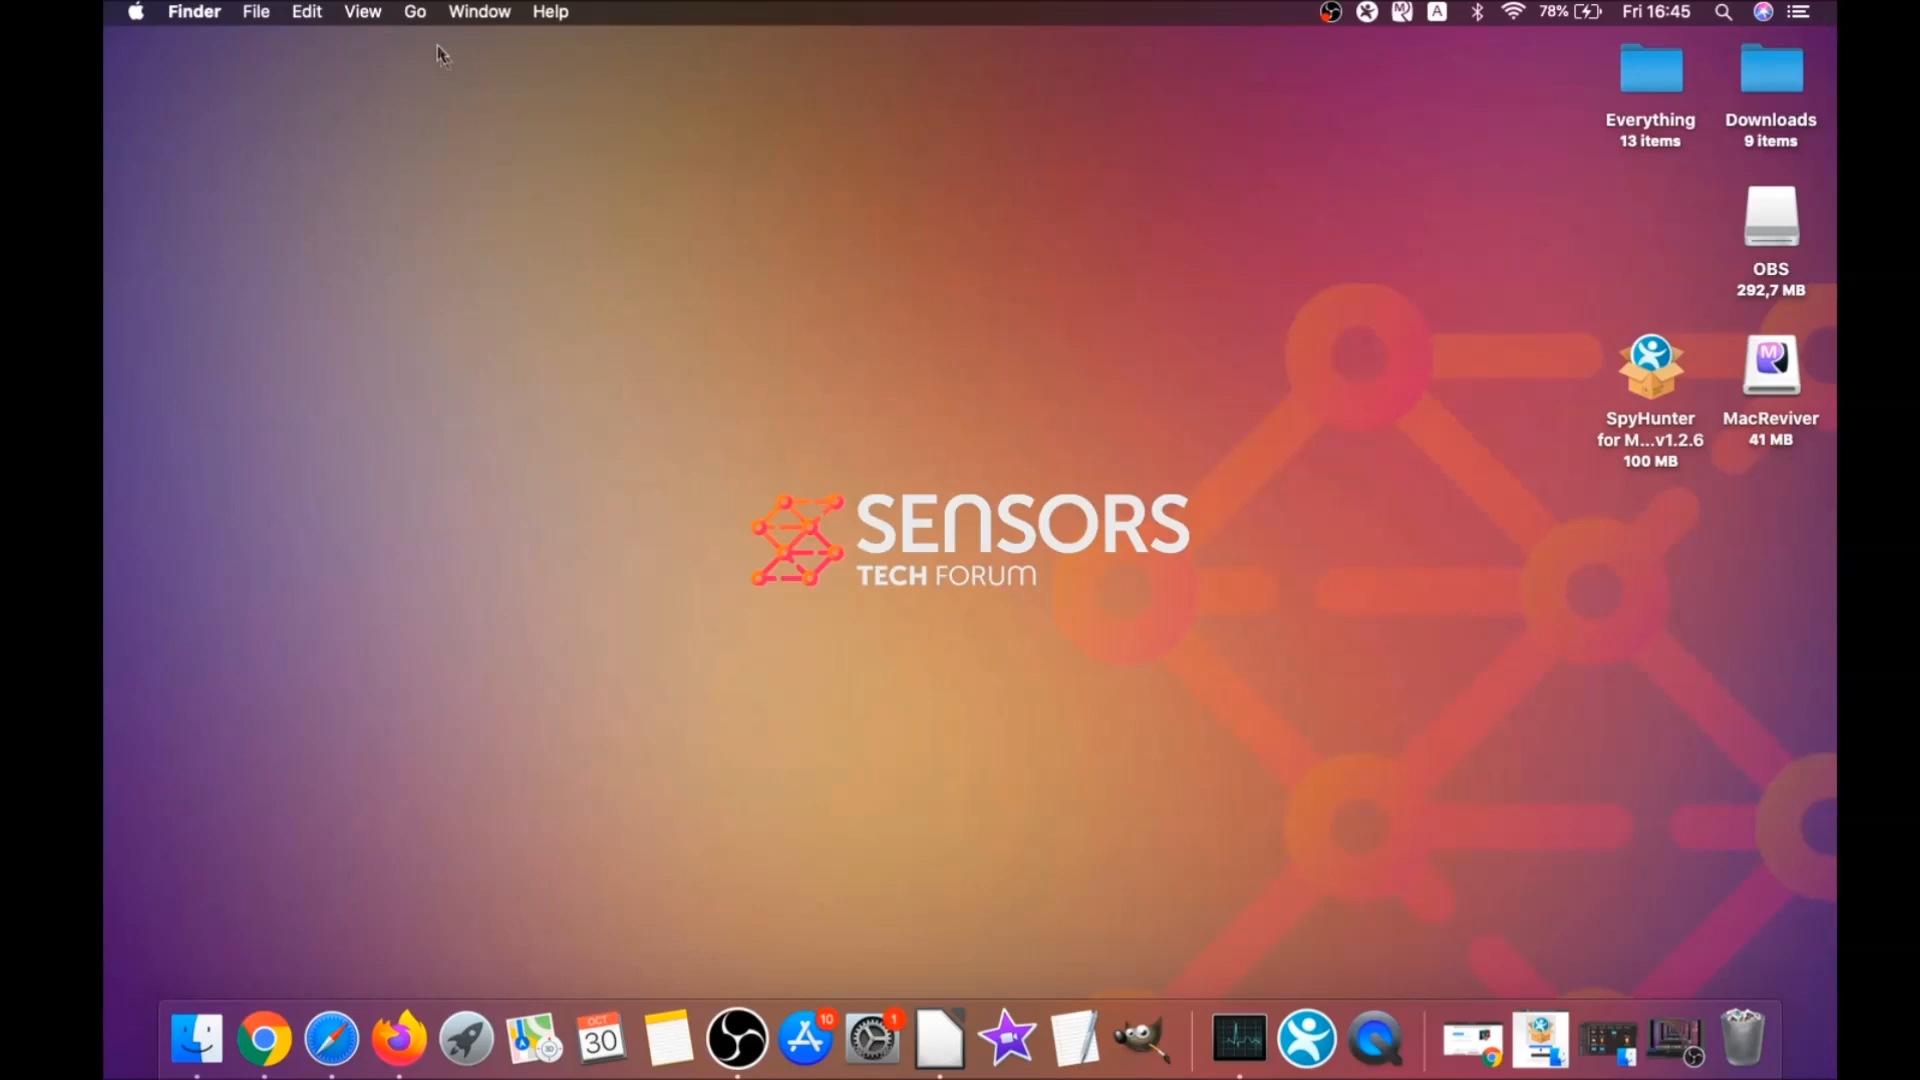 Finder File Edit View Go Window Help
A 78% Fri 16:45
Everything
13 items
Downloads
9 items
OBS
292,7 MB
SpyHunter
for M...v1.2.6
100 MB
MacReviver
41 MB
M
SENSORS
TECH FORUM
OCT
30
10
1